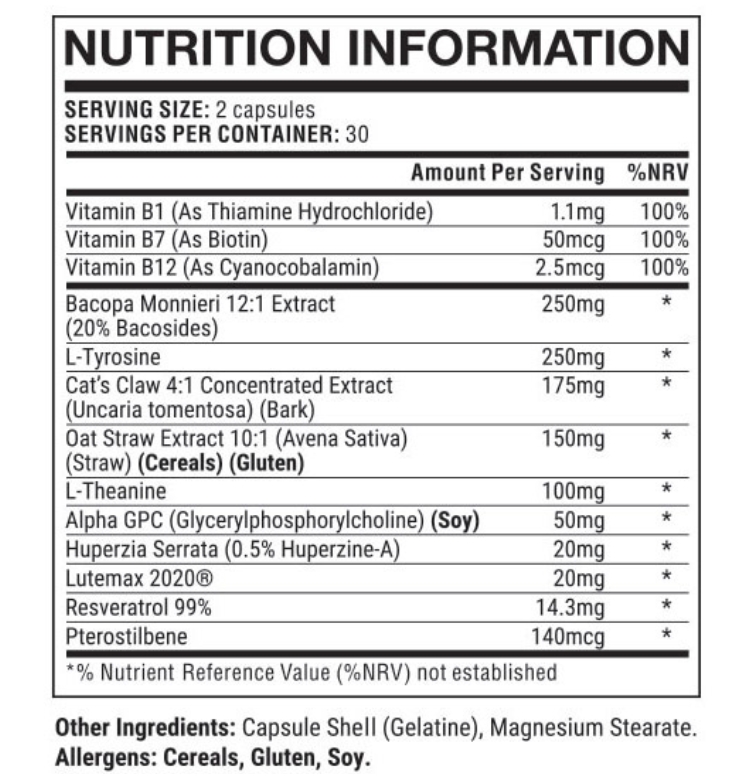 NUTRITION INFORMATION
SERVING SIZE: 2 capsules
SERVINGS PER CONTAINER: 30
Amount Per Serving %NRV
Vitamin B1 (As Thiamine Hydrochloride) 1.1mg 100%
Vitamin B7 (As Biotin) 50mcg 100%
Vitamin B12 (As Cyanocobalamin) 2.5mcg 100%
Bacopa Monnieri 12:1 Extract 250mg *
(20% Bacosides)
L-Tyrosine 250mg *
Cat's Claw 4:1 Concentrated Extract 175mg *
(Uncaria tomentosa) (Bark)
Oat Straw Extract 10:1 (Avena Sativa) 150mg *
(Straw) (Cereals) (Gluten)
L-Theanine 100mg *
Alpha GPC (Glycerylphosphorylcholine) (Soy) 50mg *
Huperzia Serrata (0.5% Huperzine-A) 20mg *
Lutemax 2020® 20mg *
Resveratrol 99% 14.3mg *
Pterostilbene 140mcg *
*% Nutrient Reference Value (%NRV) not established
Other Ingredients: Capsule Shell (Gelatine), Magnesium Stearate.
Allergens: Cereals, Gluten, Soy.